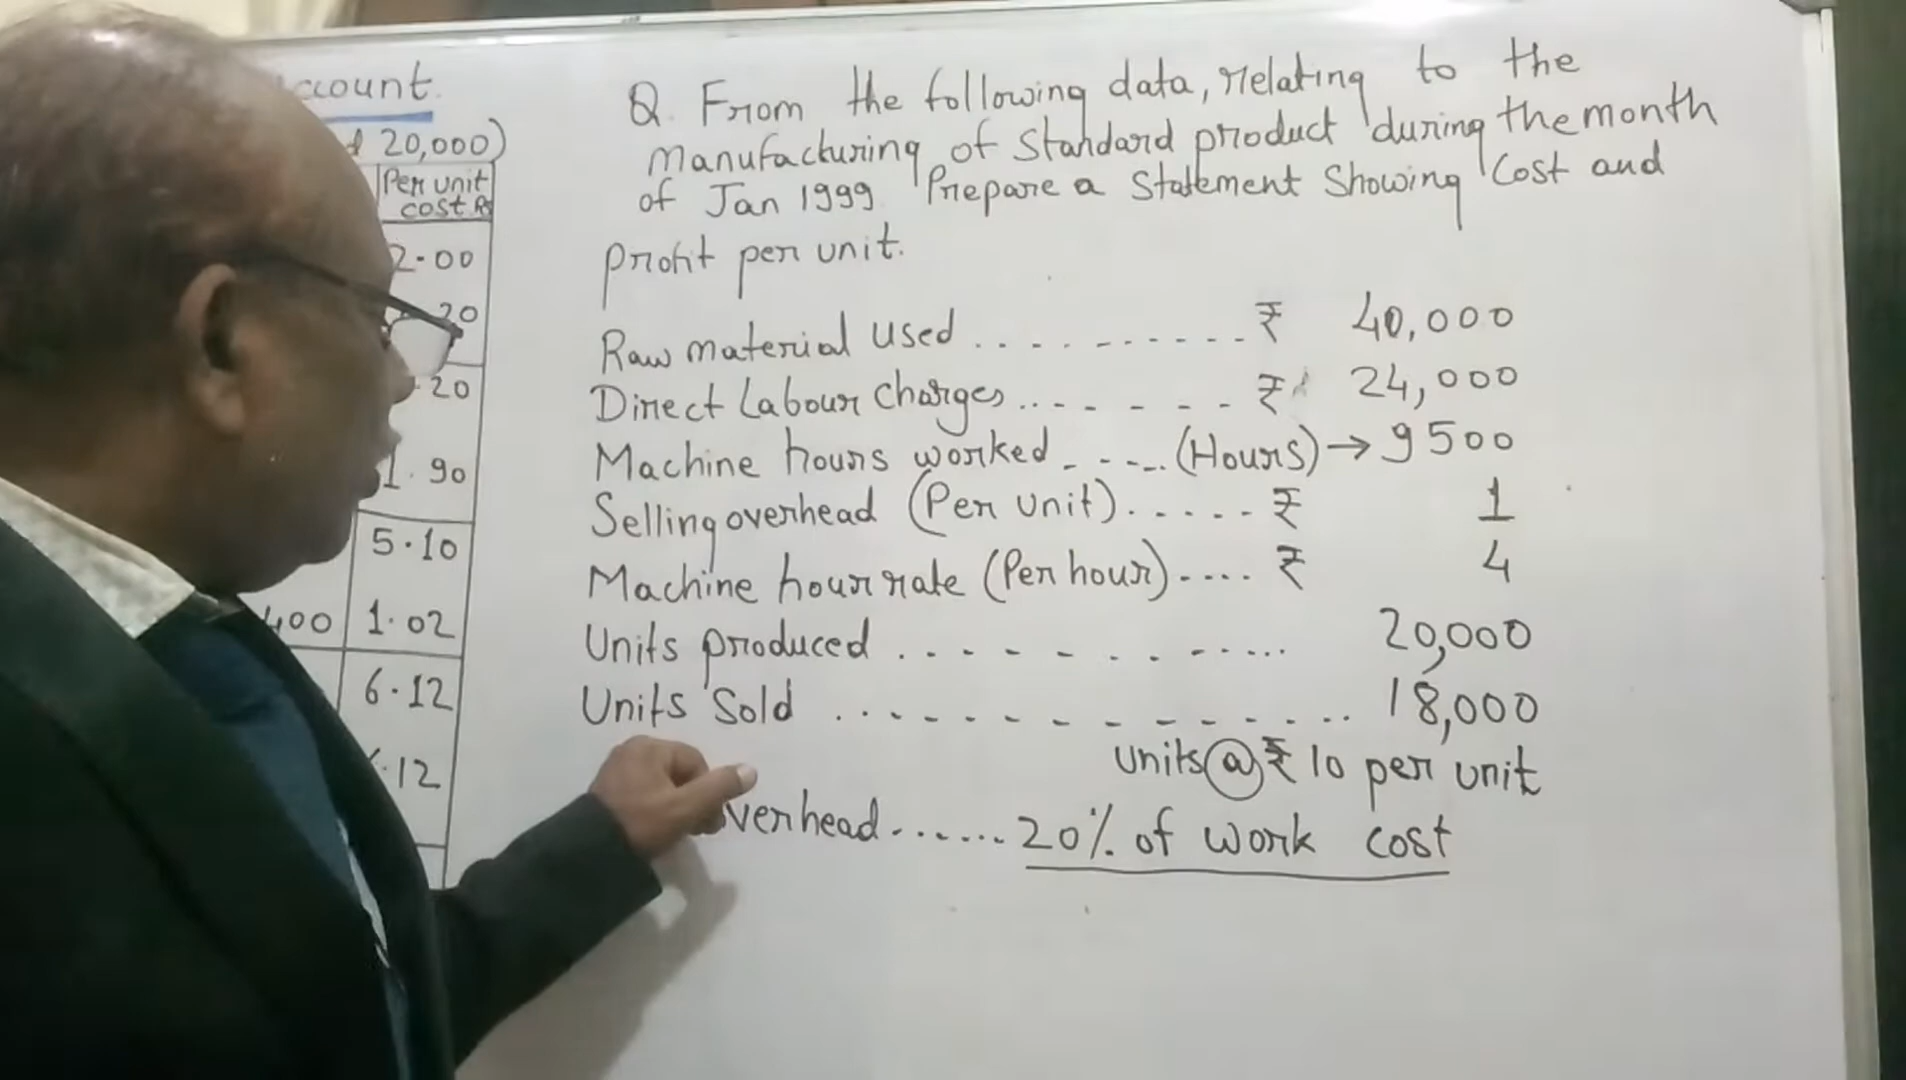 ccount.
20,000)
Per unit
cost Rs
2.00
20
.20
1.90
5.10
400 1.02
6.12
.12
Q. From the following data, relating to the
manufacturing of Standard product during the month
of Jan 1999. Prepare a Statement Showing Cost and
profit per unit.
Raw material used .......... ₹ 40,000
Direct Labour charges ....... ₹ 24,000
Machine hours worked ..... (Hours) → 9500
Selling overhead (Per unit)...... ₹ 1
Machine hour rate (Per hour)..... ₹ 4
Units produced ............ 20,000
Units Sold .............. 18,000
units @ ₹ 10 per unit
verhead ....... 20% of work cost